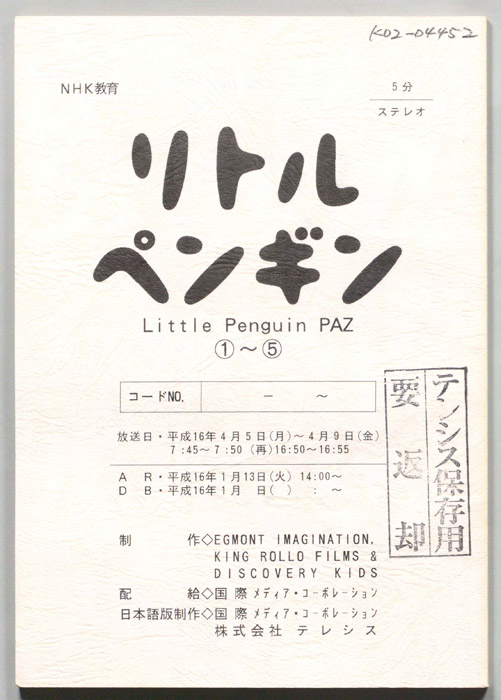 K02-04452
NHK教育
5分
ステレオ
リトル
ペンギン
Little Penguin PAZ
①～⑤
コードNO. － ～
放送日・平成16年4月5日(月)～4月9日(金)
7:45～7:50 (再)16:50～16:55
A R・平成16年1月13日(火) 14:00～
D B・平成16年1月 日( ) : ～
制 作◇EGMONT IMAGINATION,
KING ROLLO FILMS &
DISCOVERY KIDS
配 給◇国際メディア・コーポレーション
日本語版制作◇国際メディア・コーポレーション
株式会社 テレシス
テレシス保存用
要返却